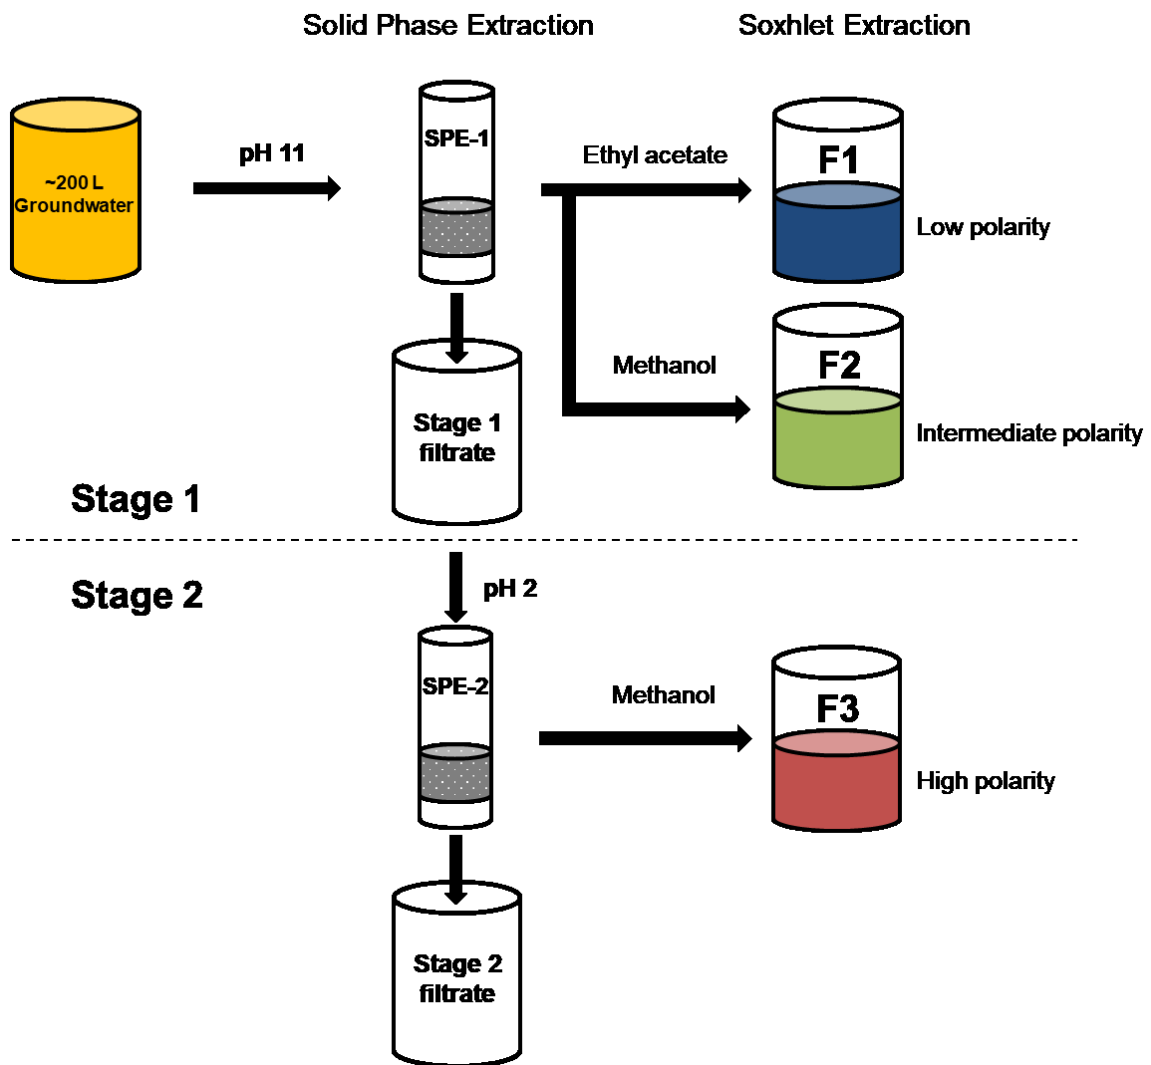 Solid Phase Extraction
Soxhlet Extraction
~200 L
Groundwater
pH 11
SPE-1
Ethyl acetate
F1
Low polarity
Methanol
F2
Intermediate polarity
Stage 1
filtrate
Stage 1
Stage 2
pH 2
SPE-2
Methanol
F3
High polarity
Stage 2
filtrate